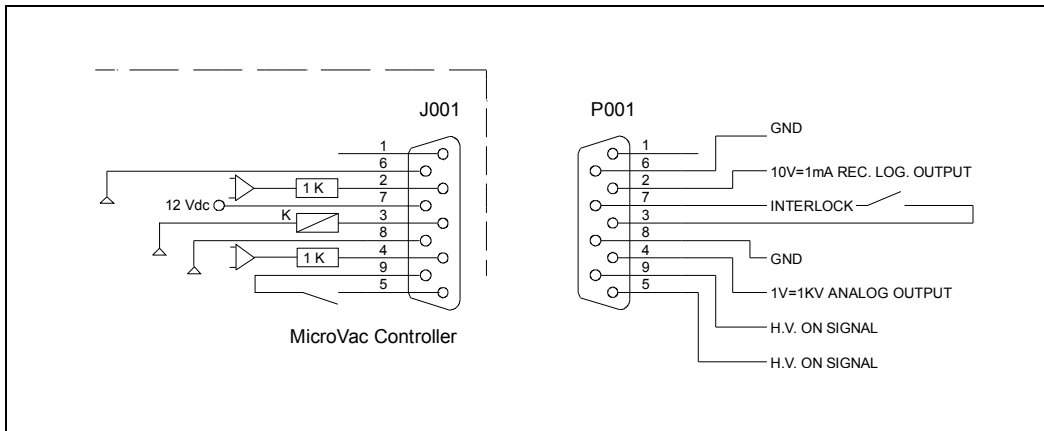 J001
1
6
2
1 K
7
12 Vdc
3
K
8
4
1 K
9
5
MicroVac Controller
P001
1
GND
6
2
10V=1mA REC. LOG. OUTPUT
7
INTERLOCK
3
8
GND
4
9
1V=1KV ANALOG OUTPUT
5
H.V. ON SIGNAL
H.V. ON SIGNAL